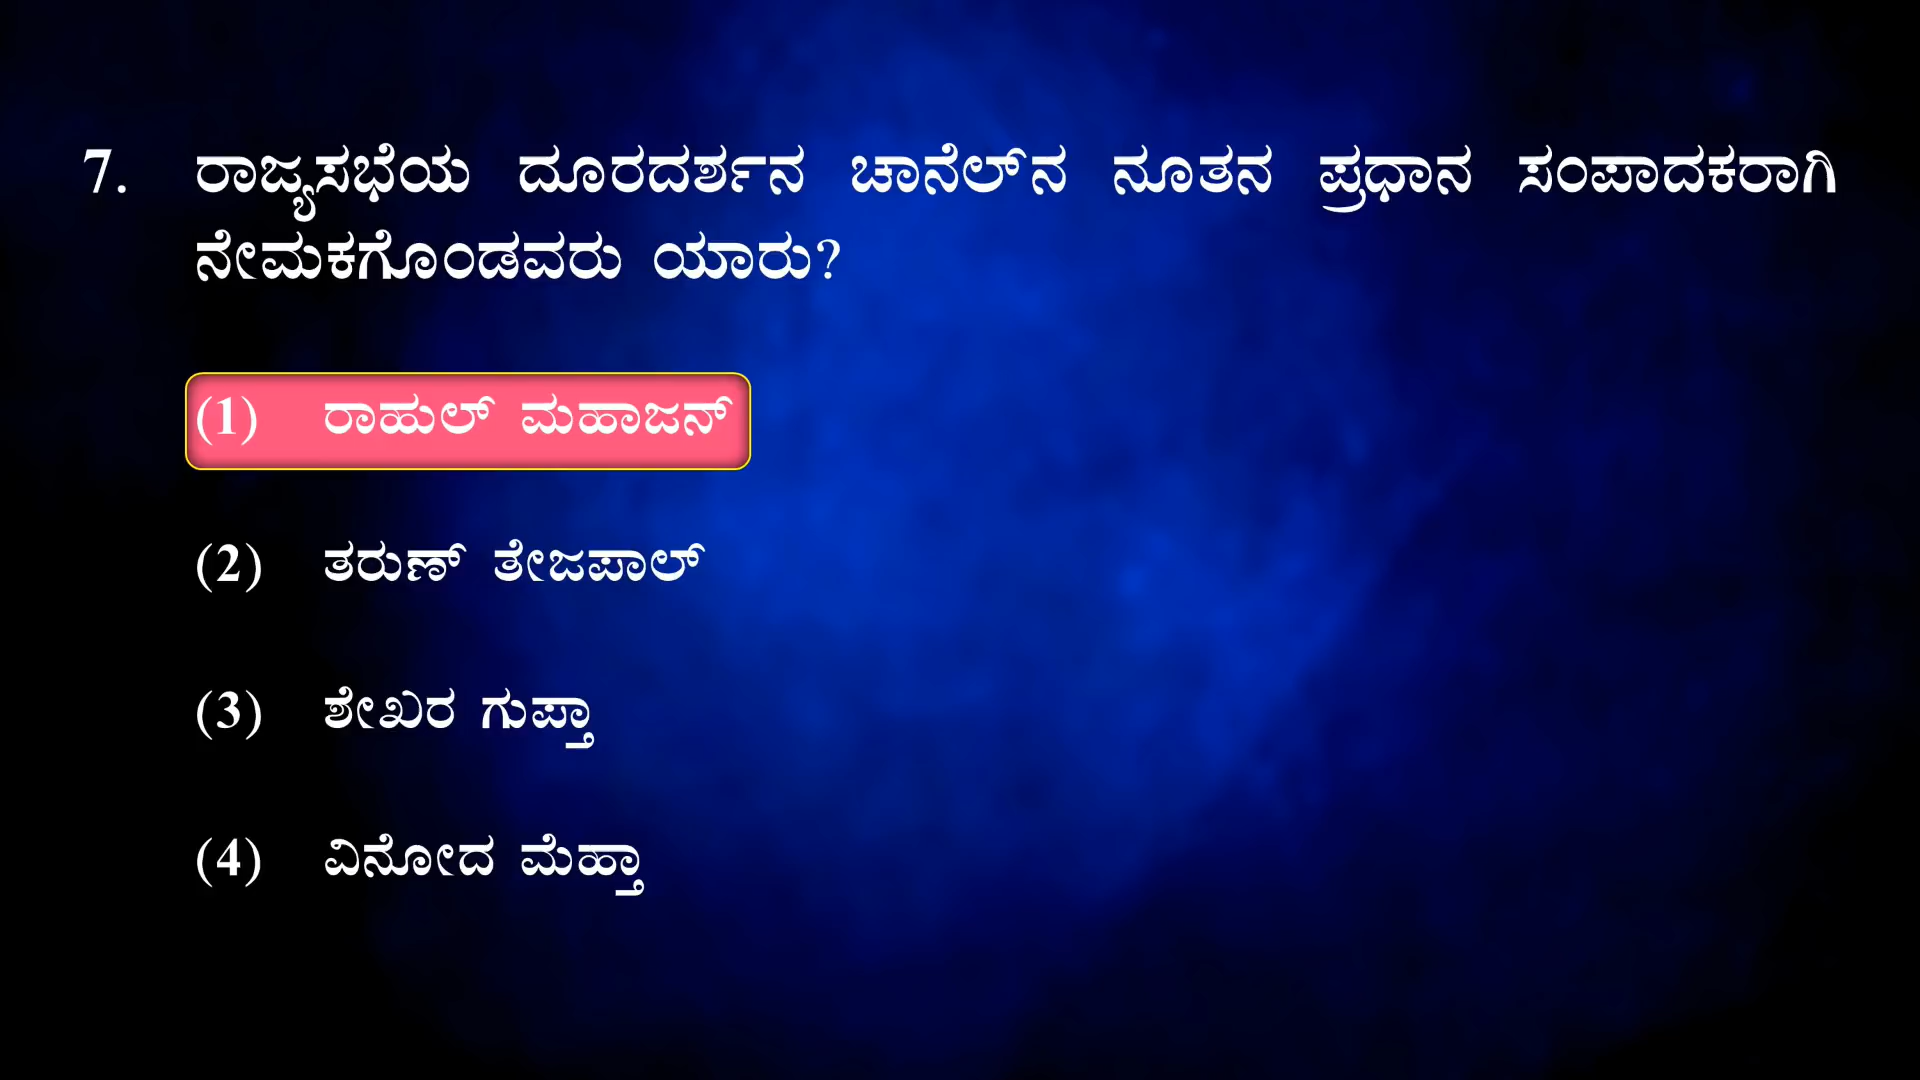 7. ರಾಜ್ಯಸಭೆಯ ದೂರದರ್ಶನ ಚಾನೆಲ್‌ನ ನೂತನ ಪ್ರಧಾನ ಸಂಪಾದಕರಾಗಿ
ನೇಮಕಗೊಂಡವರು ಯಾರು?
(1) ರಾಹುಲ್ ಮಹಾಜನ್
(2) ತರುಣ್ ತೇಜಪಾಲ್
(3) ಶೇಖರ ಗುಪ್ತಾ
(4) ವಿನೋದ ಮೆಹ್ತಾ